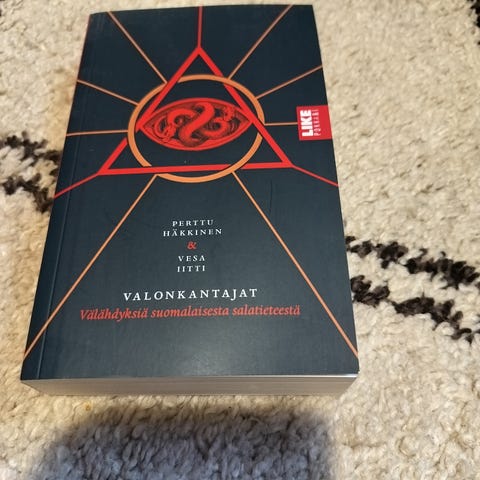 LIKE
POKKARI
PERTTU
HÄKKINEN
&
VESA
IITTI
VALONKANTAJAT
Välähdyksiä suomalaisesta salatieteestä